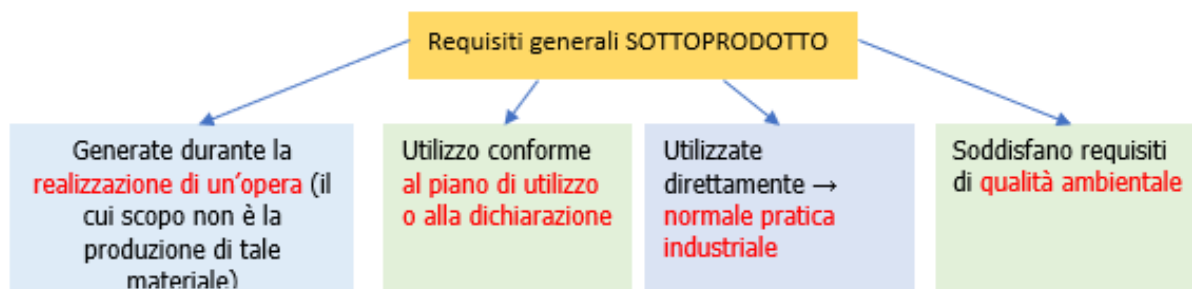 Requisiti generali SOTTOPRODOTTO
Generate durante la
realizzazione di un'opera (il
cui scopo non è la
produzione di tale
materiale)
Utilizzo conforme
al piano di utilizzo
o alla dichiarazione
Utilizzate
direttamente →
normale pratica
industriale
Soddisfano requisiti
di qualità ambientale